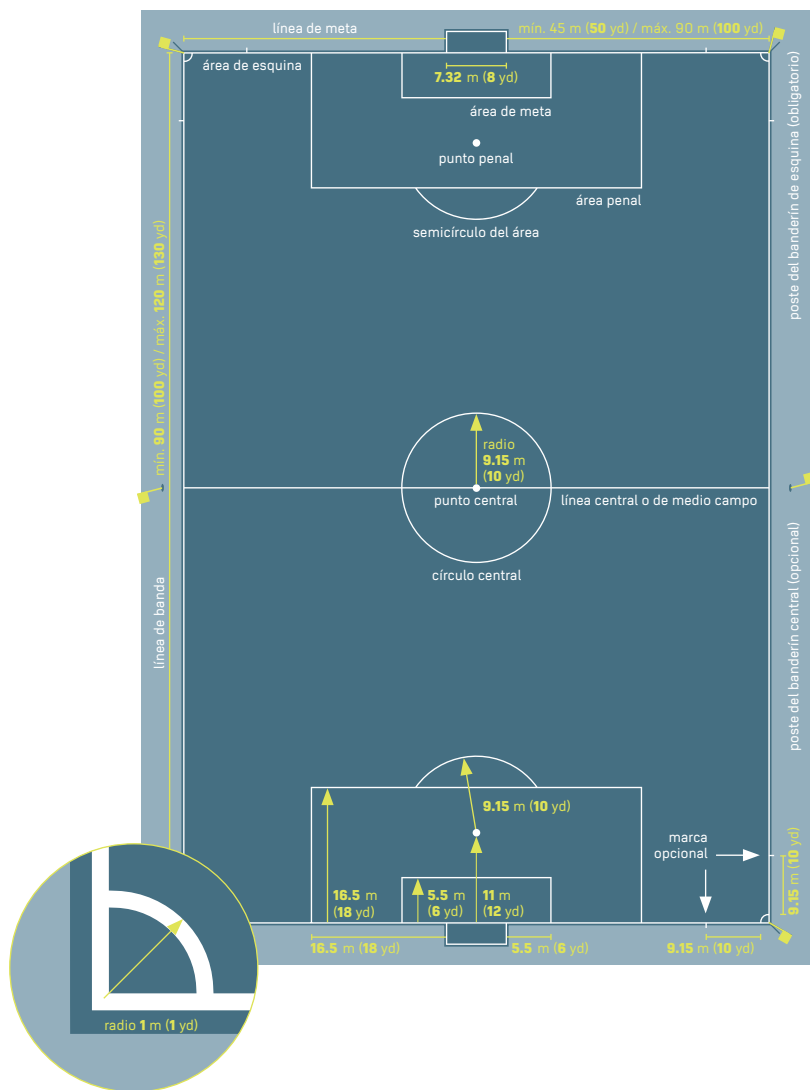 línea de meta
mín. 45 m (50 yd) / máx. 90 m (100 yd)
área de esquina
7.32 m (8 yd)
área de meta
punto penal
área penal
semicírculo del área
poste del banderín de esquina (obligatorio)
mín. 90 m (100 yd) / máx. 120 m (130 yd)
radio
9.15 m
(10 yd)
punto central
línea central o de medio campo
círculo central
línea de banda
poste del banderín central (opcional)
9.15 m (10 yd)
marca
opcional
9.15 m (10 yd)
16.5 m
(18 yd)
5.5 m
(6 yd)
11 m
(12 yd)
16.5 m (18 yd)
5.5 m (6 yd)
9.15 m (10 yd)
radio 1 m (1 yd)